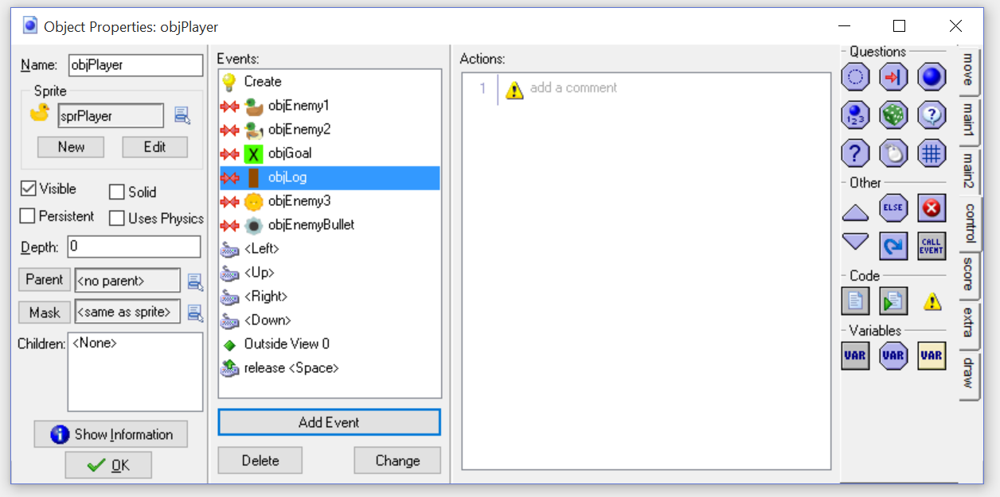 Object Properties: objPlayer
Name: objPlayer
Sprite
sprPlayer
New Edit
Visible Solid
Persistent Uses Physics
Depth: 0
Parent <no parent>
Mask <same as sprite>
Children: <None>
Show Information
OK
Events:
Create
objEnemy1
objEnemy2
X objGoal
objLog
objEnemy3
objEnemyBullet
<Left>
<Up>
<Right>
<Down>
Outside View 0
release <Space>
Add Event
Delete Change
Actions:
1 add a comment
Questions
123 ?
?
Other
ELSE
CALL EVENT
Code
Variables
VAR VAR VAR
move
main1
main2
control
score
extra
draw